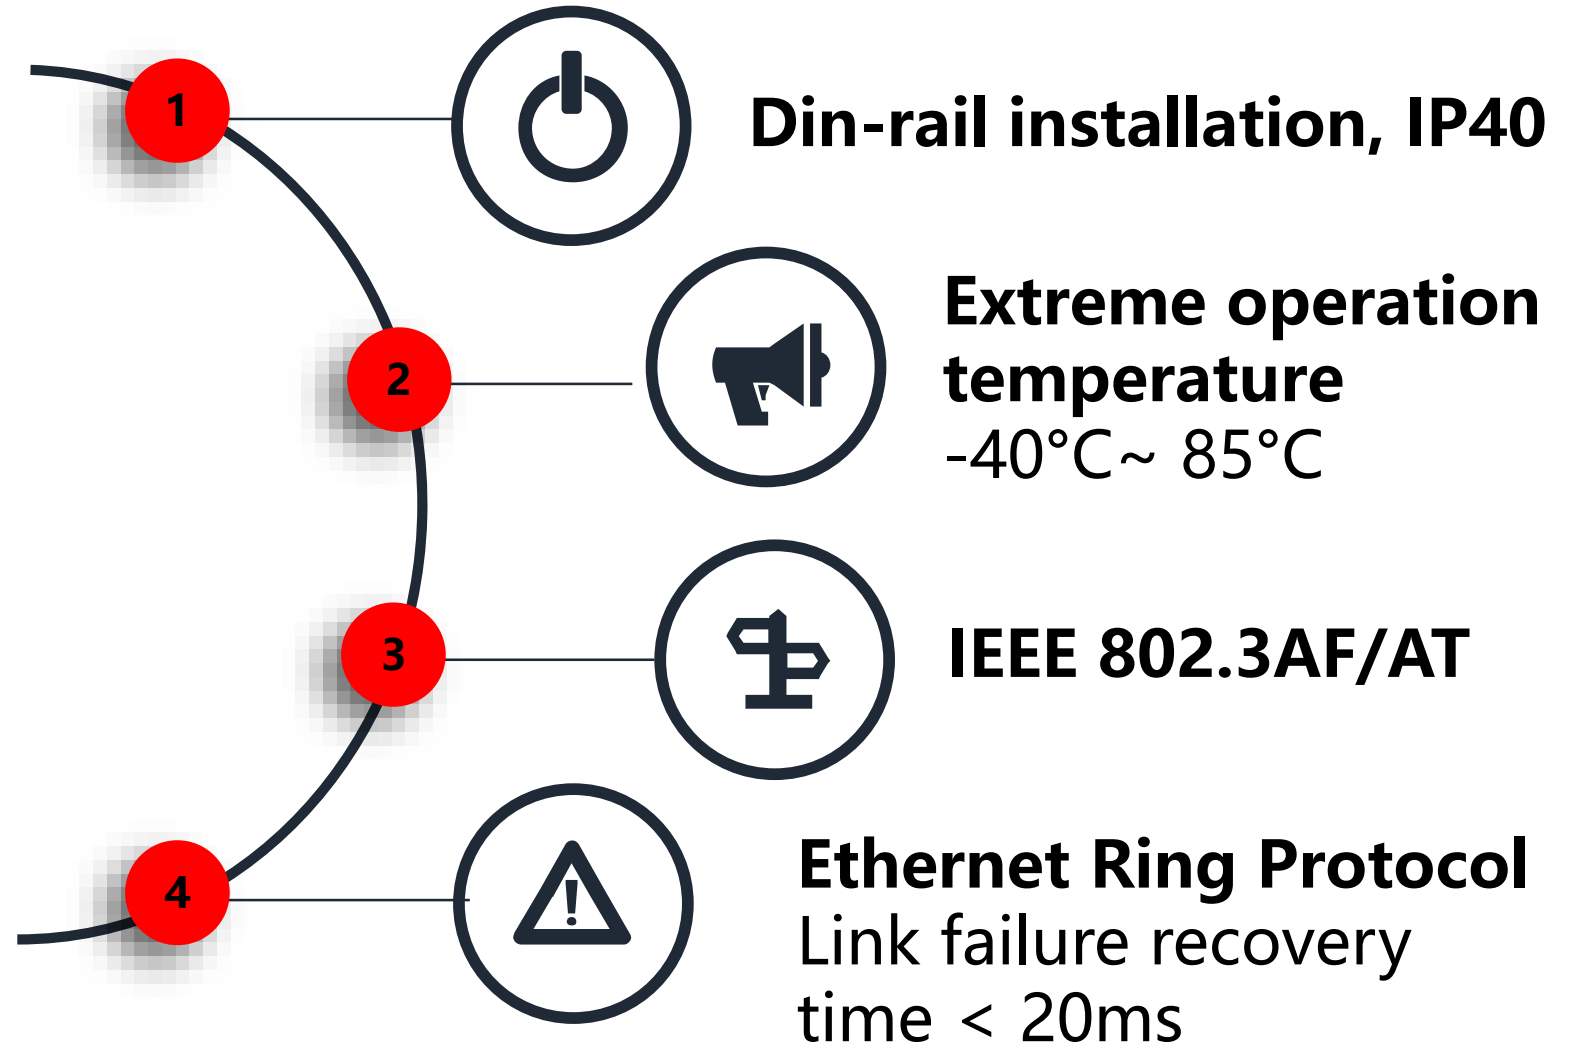 1
Din-rail installation, IP40
2
Extreme operation
temperature
-40°C~ 85°C
3
IEEE 802.3AF/AT
4
Ethernet Ring Protocol
Link failure recovery
time < 20ms